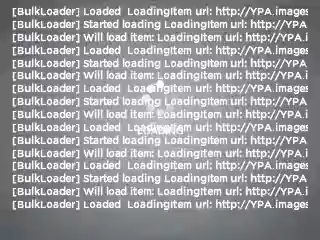 [BulkLoader] Loaded LoadingItem url: http://YPA.images
[BulkLoader] Started loading LoadingItem url: http://YPA
[BulkLoader] Will load item: LoadingItem url: http://YPA.i
[BulkLoader] Loaded LoadingItem url: http://YPA.images
[BulkLoader] Started loading LoadingItem url: http://YPA
[BulkLoader] Will load item: LoadingItem url: http://YPA.i
[BulkLoader] Loaded LoadingItem url: http://YPA.images
[BulkLoader] Started loading LoadingItem url: http://YPA
[BulkLoader] Will load item: LoadingItem url: http://YPA.i
[BulkLoader] Loaded LoadingItem url: http://YPA.images
LOADING
[BulkLoader] Started loading LoadingItem url: http://YPA
[BulkLoader] Will load item: LoadingItem url: http://YPA.i
[BulkLoader] Loaded LoadingItem url: http://YPA.images
[BulkLoader] Started loading LoadingItem url: http://YPA
[BulkLoader] Will load item: LoadingItem url: http://YPA.i
[BulkLoader] Loaded LoadingItem url: http://YPA.images